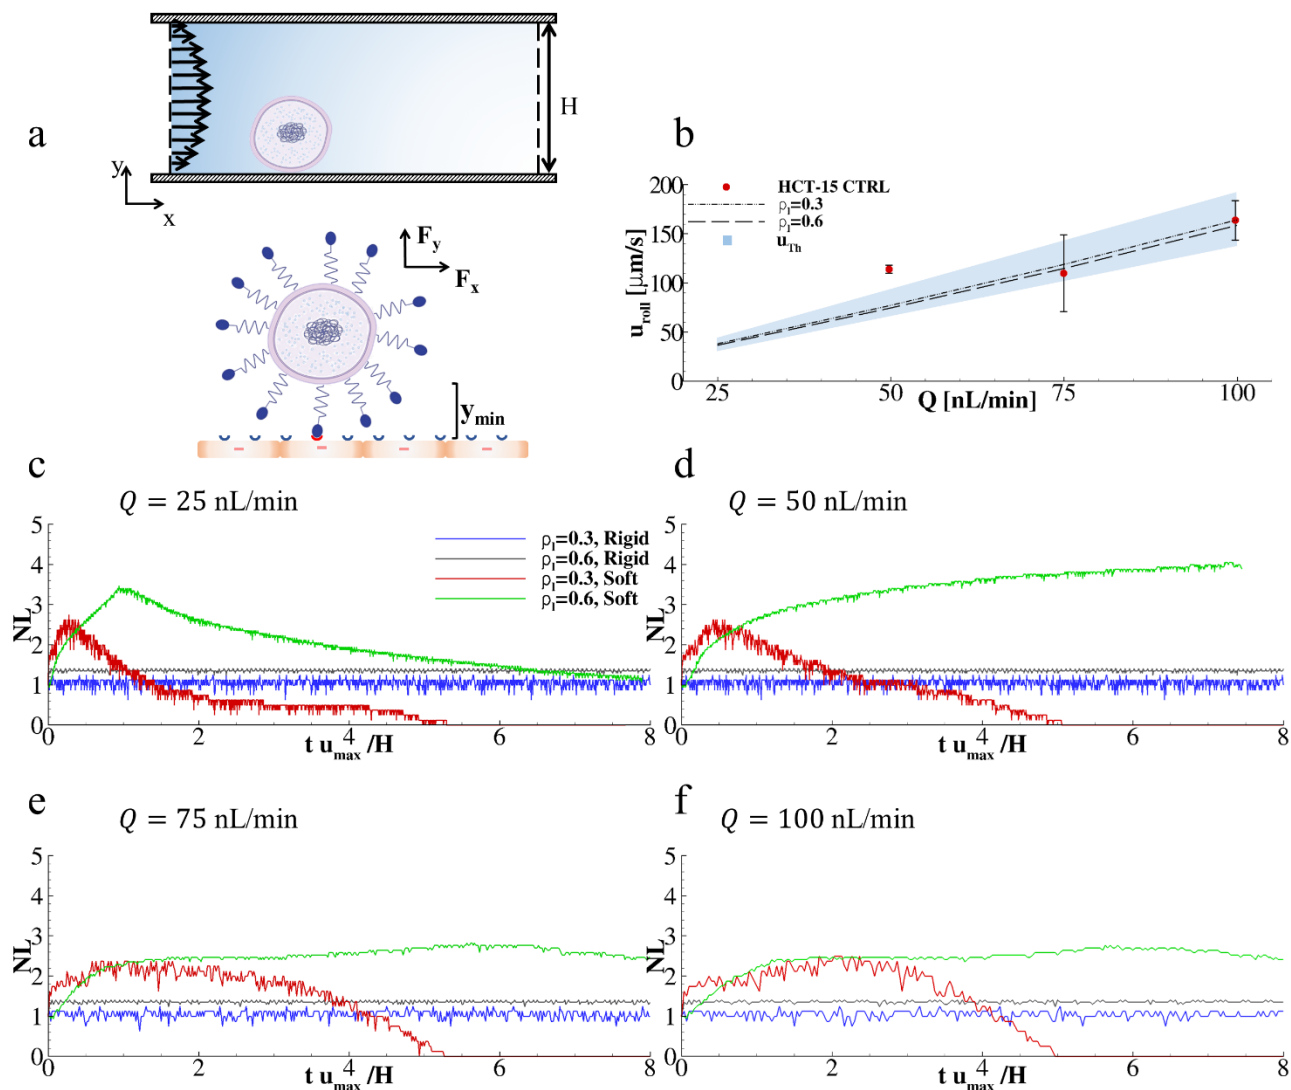 a
H
y
x
F_y
F_x
y_min
b
u_roll [μm/s]
200
150
100
50
0
HCT-15 CTRL
ρ_l=0.3
ρ_l=0.6
u_Th
25
50
75
100
Q [nL/min]
c
Q = 25 nL/min
NL
5
4
3
2
1
0
ρ_l=0.3, Rigid
ρ_l=0.6, Rigid
ρ_l=0.3, Soft
ρ_l=0.6, Soft
0
2
4
6
8
t u_max /H
d
Q = 50 nL/min
NL
5
4
3
2
1
0
0
2
4
6
8
t u_max /H
e
Q = 75 nL/min
NL
5
4
3
2
1
0
0
2
4
6
8
t u_max /H
f
Q = 100 nL/min
NL
5
4
3
2
1
0
0
2
4
6
8
t u_max /H